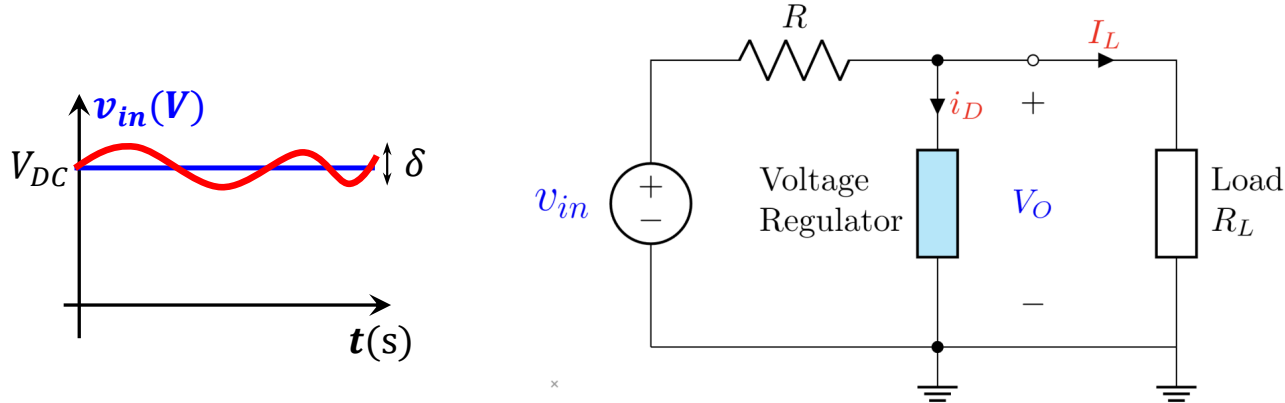 v_in(V)
V_DC
δ
t(s)
R
I_L
i_D
+
+
−
v_in
Voltage
Regulator
V_O
Load
R_L
−
×